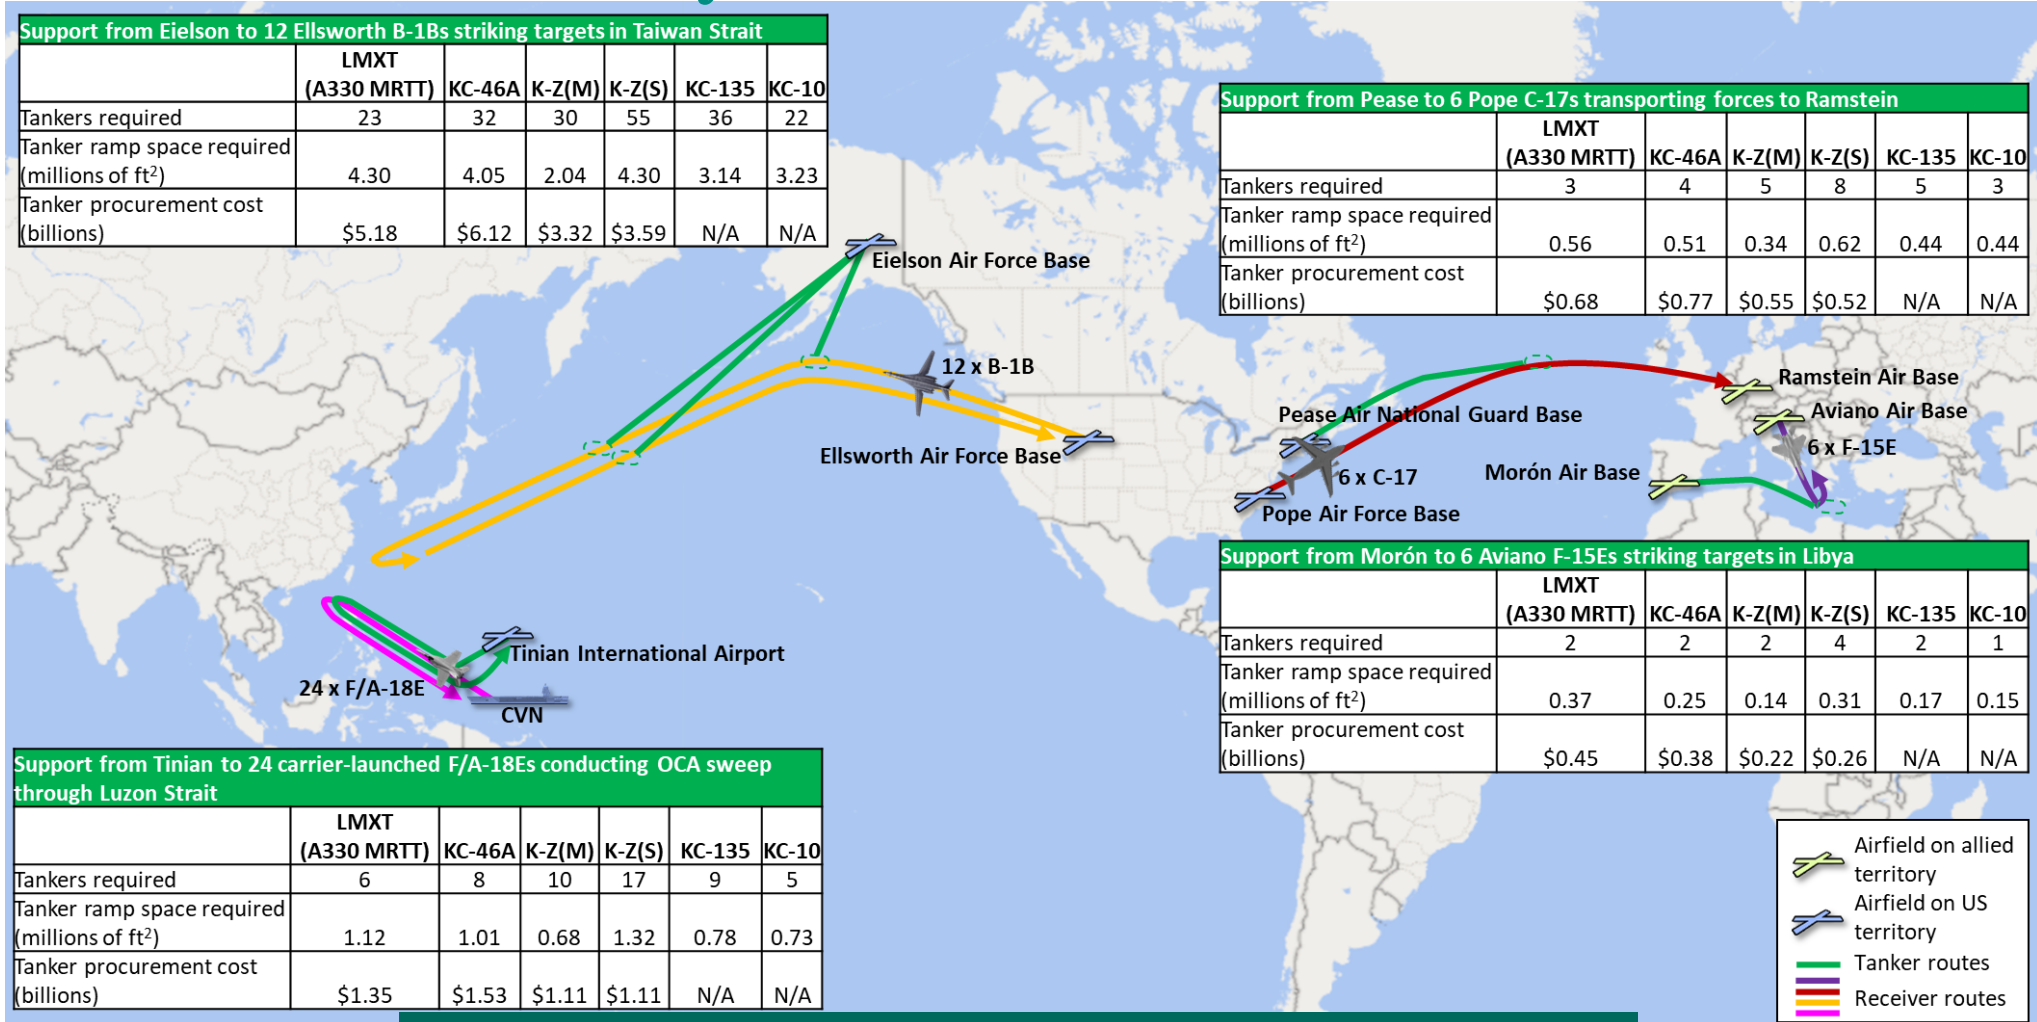 Support from Eielson to 12 Ellsworth B-1Bs striking targets in Taiwan Strait
LMXT
(A330 MRTT) KC-46A K-Z(M) K-Z(S) KC-135 KC-10
Tankers required 23 32 30 55 36 22
Tanker ramp space required
(millions of ft²) 4.30 4.05 2.04 4.30 3.14 3.23
Tanker procurement cost
(billions) $5.18 $6.12 $3.32 $3.59 N/A N/A
Support from Pease to 6 Pope C-17s transporting forces to Ramstein
LMXT
(A330 MRTT) KC-46A K-Z(M) K-Z(S) KC-135 KC-10
Tankers required 3 4 5 8 5 3
Tanker ramp space required
(millions of ft²) 0.56 0.51 0.34 0.62 0.44 0.44
Tanker procurement cost
(billions) $0.68 $0.77 $0.55 $0.52 N/A N/A
Eielson Air Force Base
12 x B-1B
Ellsworth Air Force Base
Ramstein Air Base
Pease Air National Guard Base
Aviano Air Base
6 x F-15E
Morón Air Base
6 x C-17
Pope Air Force Base
Support from Morón to 6 Aviano F-15Es striking targets in Libya
LMXT
(A330 MRTT) KC-46A K-Z(M) K-Z(S) KC-135 KC-10
Tankers required 2 2 2 4 2 1
Tanker ramp space required
(millions of ft²) 0.37 0.25 0.14 0.31 0.17 0.15
Tanker procurement cost
(billions) $0.45 $0.38 $0.22 $0.26 N/A N/A
Tinian International Airport
24 x F/A-18E
CVN
Support from Tinian to 24 carrier-launched F/A-18Es conducting OCA sweep
through Luzon Strait
LMXT
(A330 MRTT) KC-46A K-Z(M) K-Z(S) KC-135 KC-10
Tankers required 6 8 10 17 9 5
Tanker ramp space required
(millions of ft²) 1.12 1.01 0.68 1.32 0.78 0.73
Tanker procurement cost
(billions) $1.35 $1.53 $1.11 $1.11 N/A N/A
Airfield on allied
territory
Airfield on US
territory
Tanker routes
Receiver routes